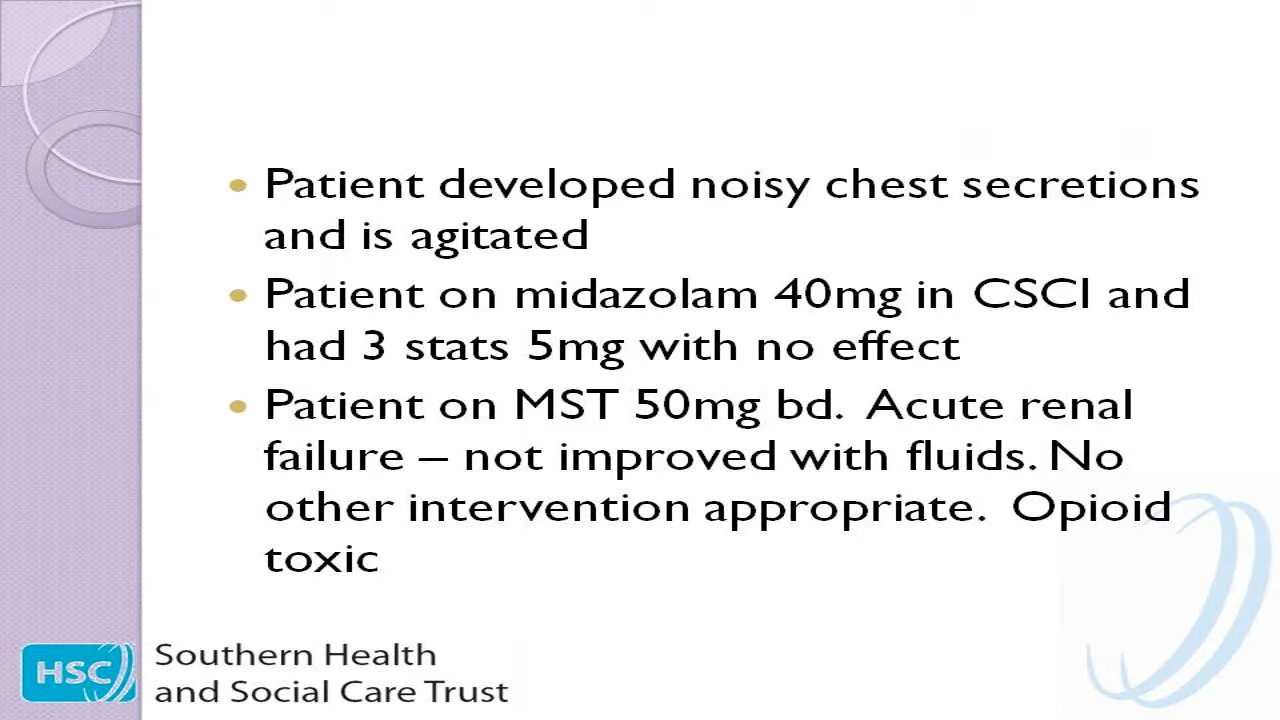 • Patient developed noisy chest secretions
and is agitated
• Patient on midazolam 40mg in CSCI and
had 3 stats 5mg with no effect
• Patient on MST 50mg bd.  Acute renal
failure – not improved with fluids. No
other intervention appropriate.  Opioid
toxic
HSC
Southern Health
and Social Care Trust